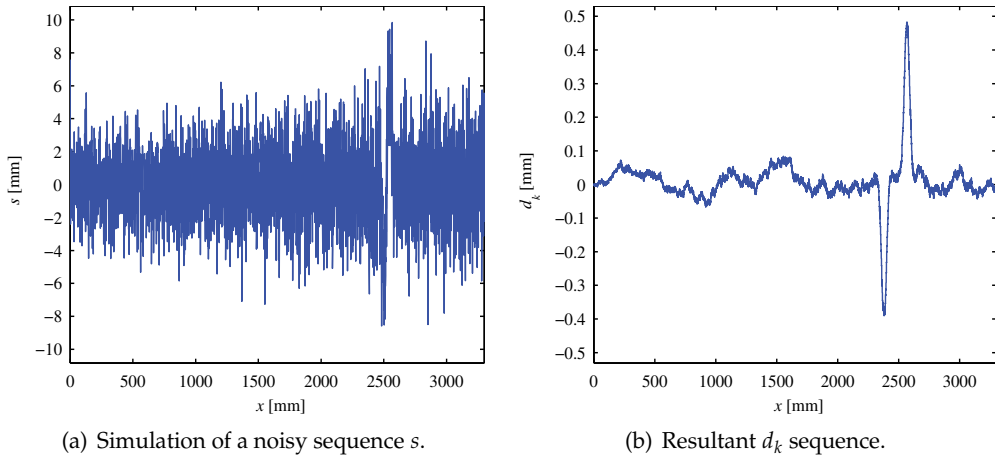 10
8
6
4
2
0
−2
−4
−6
−8
−10
s [mm]
0 500 1000 1500 2000 2500 3000
x [mm]
(a) Simulation of a noisy sequence s.
0.5
0.4
0.3
0.2
0.1
0
−0.1
−0.2
−0.3
−0.4
−0.5
d_k [mm]
0 500 1000 1500 2000 2500 3000
x [mm]
(b) Resultant d_k sequence.